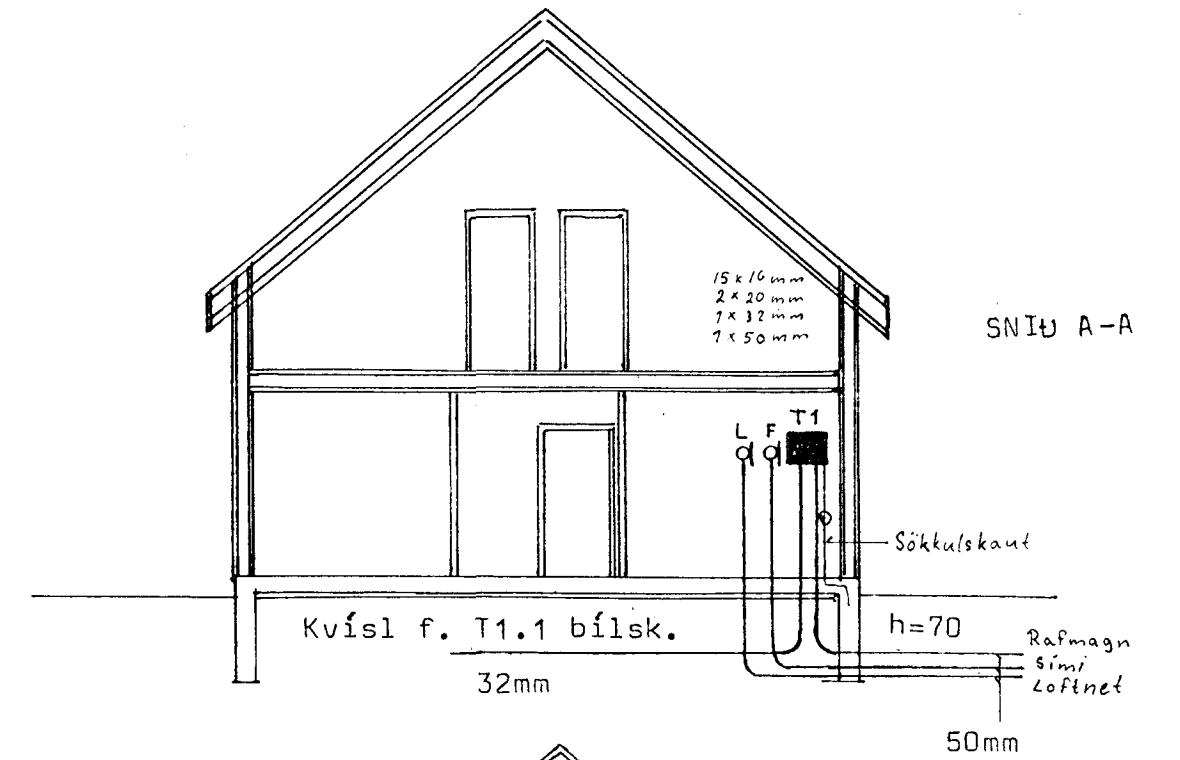 15 x 16 mm
2 x 20 mm
1 x 32 mm
1 x 50 mm
SNIÐ A-A
L F T1
Sökkulskaut
Kvísl f. T1.1 bílsk.
h=70
Rafmagn
Sími
Loftnet
32mm
50mm